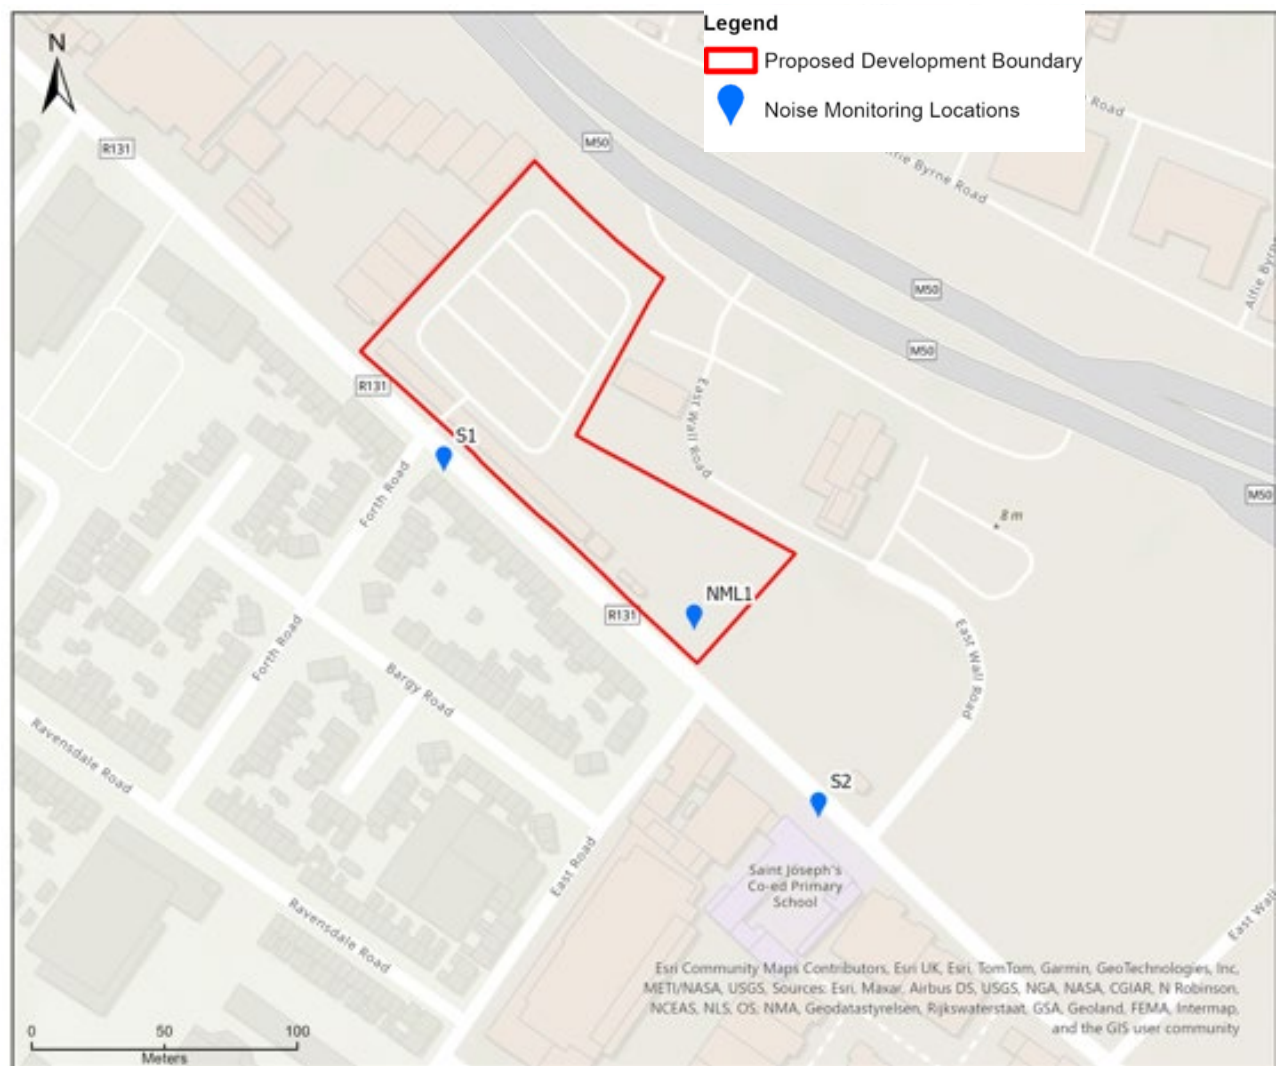 Legend
Proposed Development Boundary
Noise Monitoring Locations
N
R131
M50
Road
Alfie Byrne Road
M50
Alfie Byrne
M50
R131
East Wall Road
S1
Forth Road
M50
8 m
NML1
R131
East Wall Road
Forth Road
Bargy Road
Ravensdale Road
S2
East Road
Saint Joseph's
Co-ed Primary
School
Ravensdale Road
East Wall
Esri Community Maps Contributors, Esri UK, Esri, TomTom, Garmin, GeoTechnologies, Inc,
METI/NASA, USGS. Sources: Esri, Maxar, Airbus DS, USGS, NGA, NASA, CGIAR, N Robinson,
NCEAS, NLS, OS, NMA, Geodatastyrelsen, Rijkswaterstaat, GSA, Geoland, FEMA, Intermap,
and the GIS user community
0 50 100
Meters